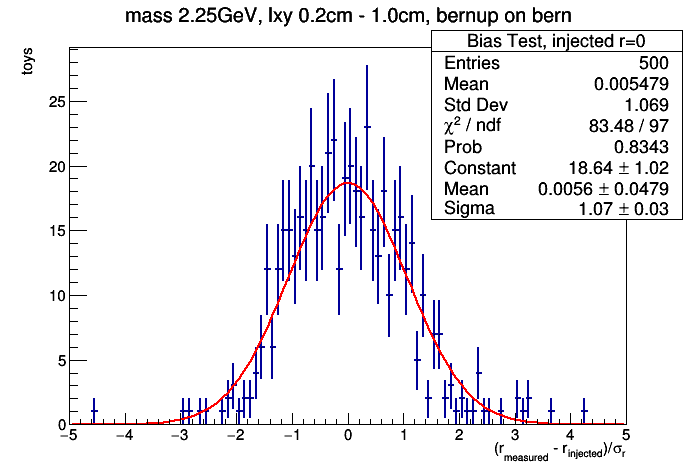 mass 2.25GeV, lxy 0.2cm - 1.0cm, bernup on bern
toys
Bias Test, injected r=0
Entries 500
Mean 0.005479
Std Dev 1.069
χ² / ndf 83.48 / 97
Prob 0.8343
Constant 18.64 ± 1.02
Mean 0.0056 ± 0.0479
Sigma 1.07 ± 0.03
25
20
15
10
5
0
−5 −4 −3 −2 −1 0 1 2 3 4 5
(r_measured - r_injected)/σ_r